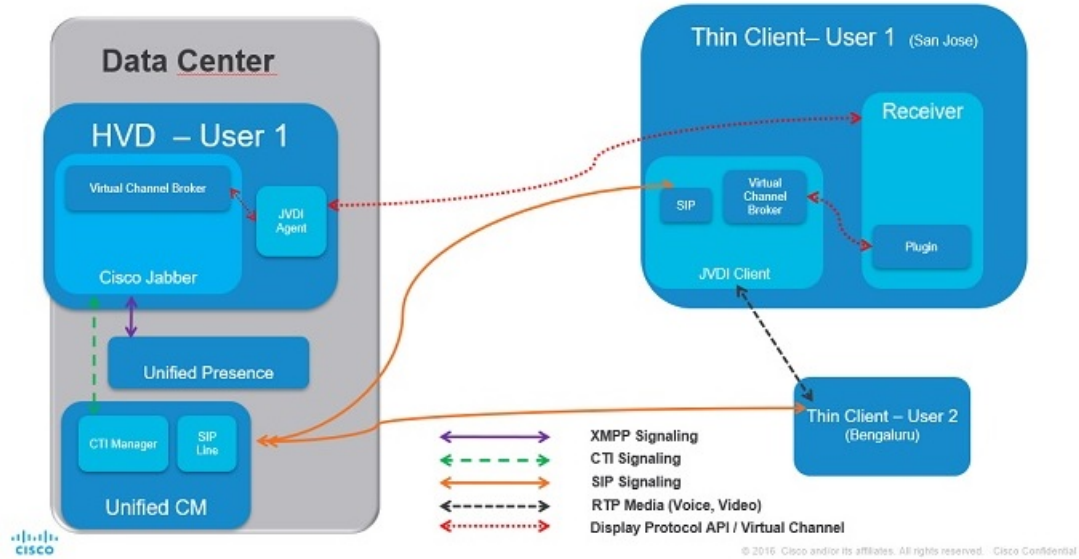 Data Center
HVD – User 1
Virtual Channel Broker
JVDI
Agent
Cisco Jabber
Unified Presence
CTI Manager
SIP
Line
Unified CM
Thin Client– User 1 (San Jose)
Receiver
SIP
Virtual
Channel
Broker
Plugin
JVDI Client
Thin Client – User 2
(Bengaluru)
XMPP Signaling
CTI Signaling
SIP Signaling
RTP Media (Voice, Video)
Display Protocol API / Virtual Channel
CISCO
© 2016 Cisco and/or its affiliates. All rights reserved. Cisco Confidential